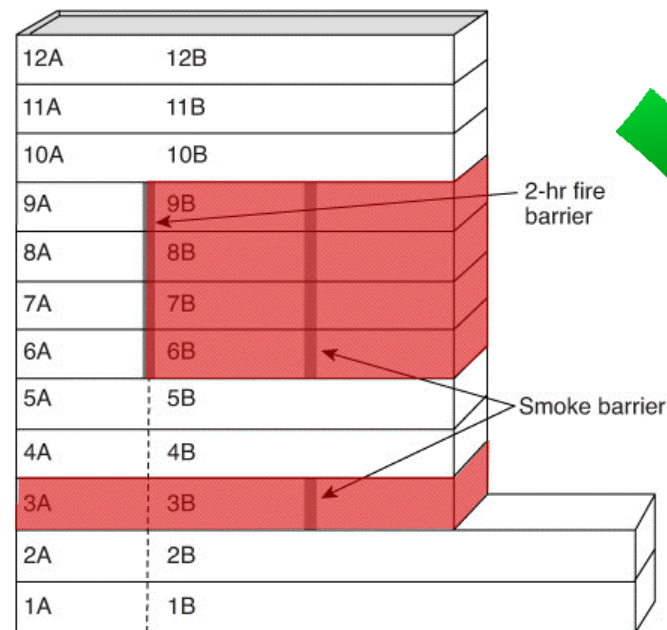 12A 12B
11A 11B
10A 10B
9A 9B
2-hr fire
barrier
8A 8B
7A 7B
6A 6B
5A 5B
Smoke barrier
4A 4B
3A 3B
2A 2B
1A 1B